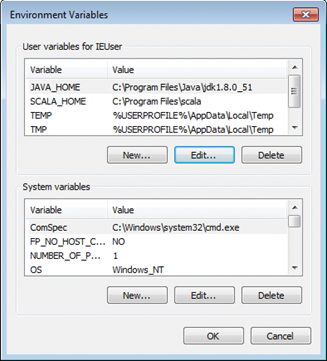 Environment Variables
User variables for IEUser
Variable Value
JAVA_HOME C:\Program Files\Java\jdk1.8.0_51
SCALA_HOME C:\Program Files\scala
TEMP %USERPROFILE%\AppData\Local\Temp
TMP %USERPROFILE%\AppData\Local\Temp
New... Edit... Delete
System variables
Variable Value
ComSpec C:\Windows\system32\cmd.exe
FP_NO_HOST_C... NO
NUMBER_OF_P... 1
OS Windows_NT
New... Edit... Delete
OK Cancel